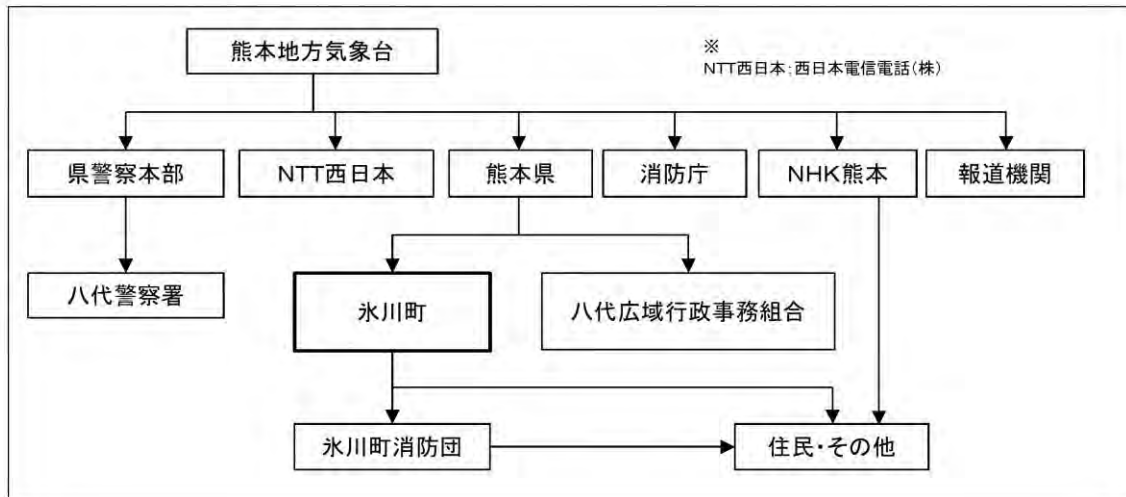 熊本地方気象台
※
NTT西日本:西日本電信電話(株)
県警察本部
NTT西日本
熊本県
消防庁
NHK熊本
報道機関
八代警察署
氷川町
八代広域行政事務組合
氷川町消防団
住民・その他